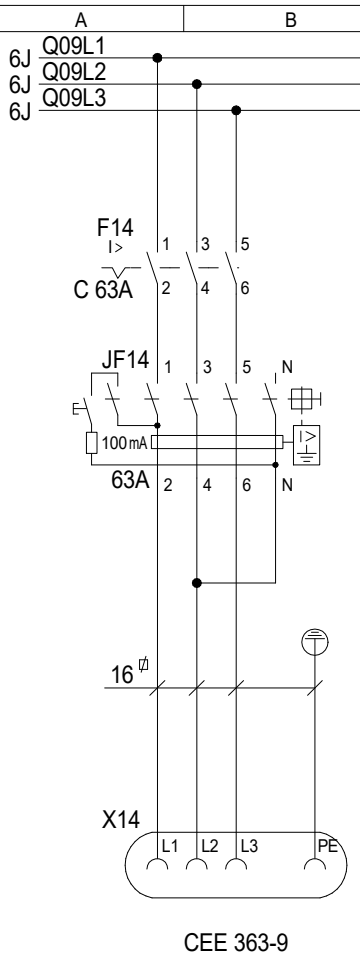 A B
6J Q09L1
6J Q09L2
6J Q09L3
F14
I>
1 3 5
C 63A 2 4 6
JF14 1 3 5 N
100mA I>
63A 2 4 6 N
16
X14
L1 L2 L3 PE
CEE 363-9